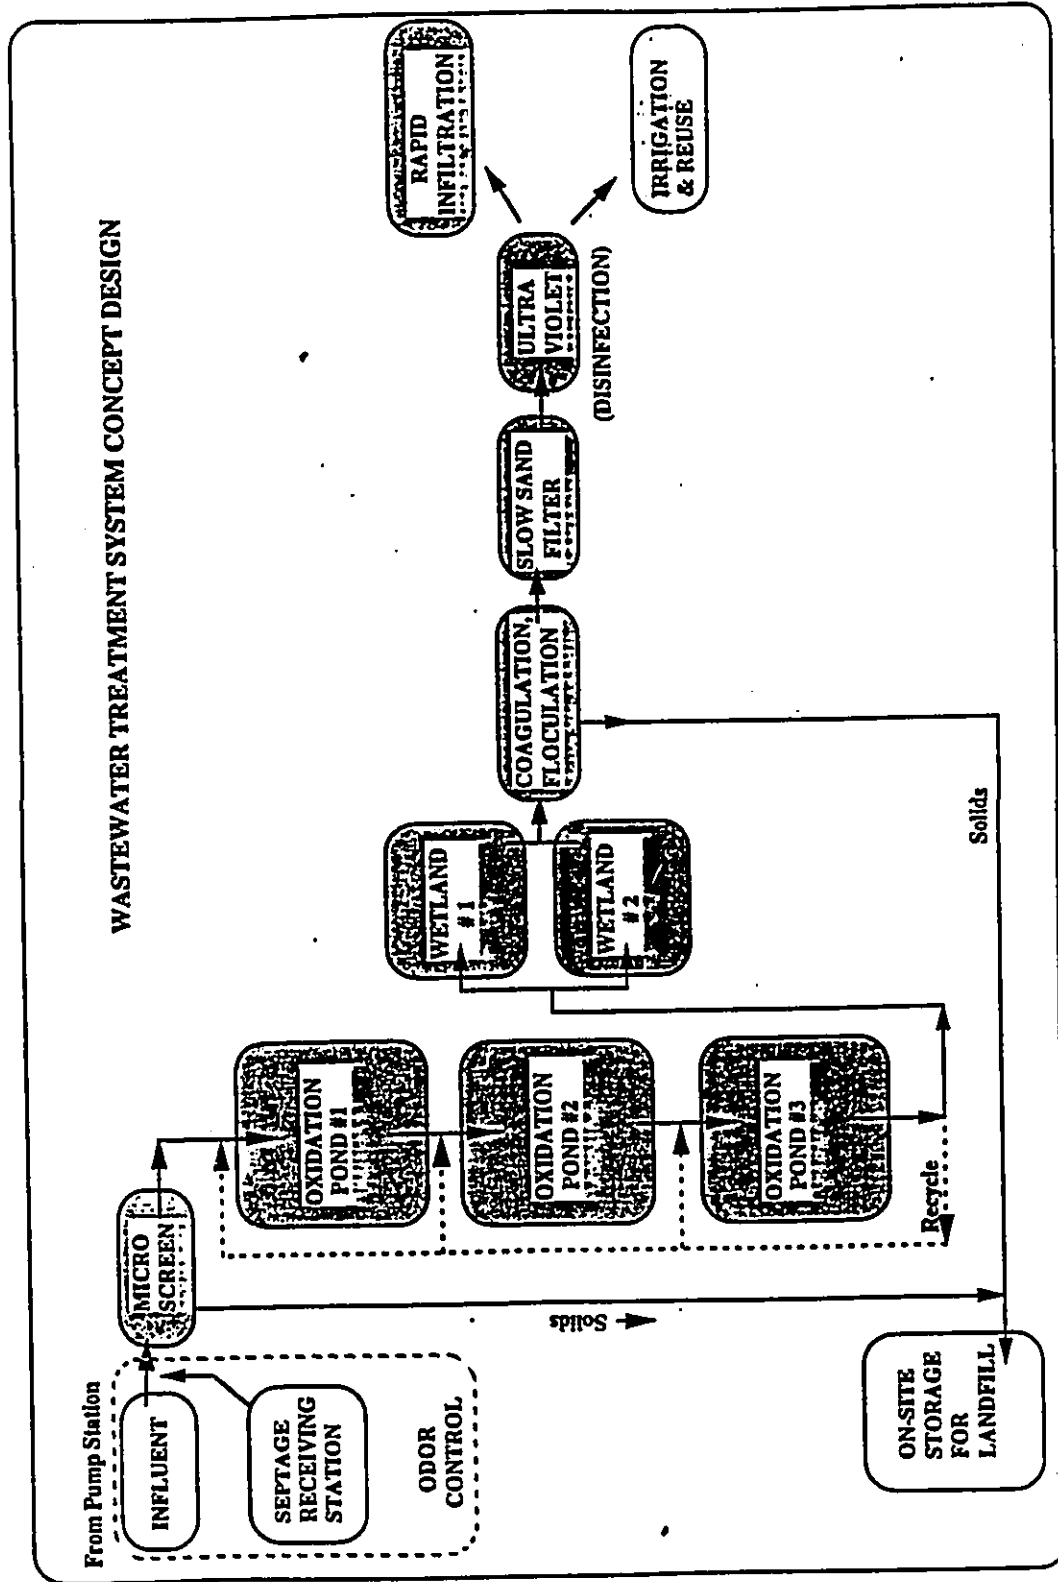 WASTEWATER TREATMENT SYSTEM CONCEPT DESIGN
From Pump Station
INFLUENT
SEPTAGE
RECEIVING
STATION
ODOR
CONTROL
MICRO
SCREEN
Solids
OXIDATION
POND #1
OXIDATION
POND #2
OXIDATION
POND #3
Recycle
WETLAND
#1
WETLAND
#2
COAGULATION,
FLOCULATION
SLOW SAND
FILTER
ULTRA
VIOLET
(DISINFECTION)
RAPID
INFILTRATION
IRRIGATION
& REUSE
Solids
ON-SITE
STORAGE
FOR
LANDFILL